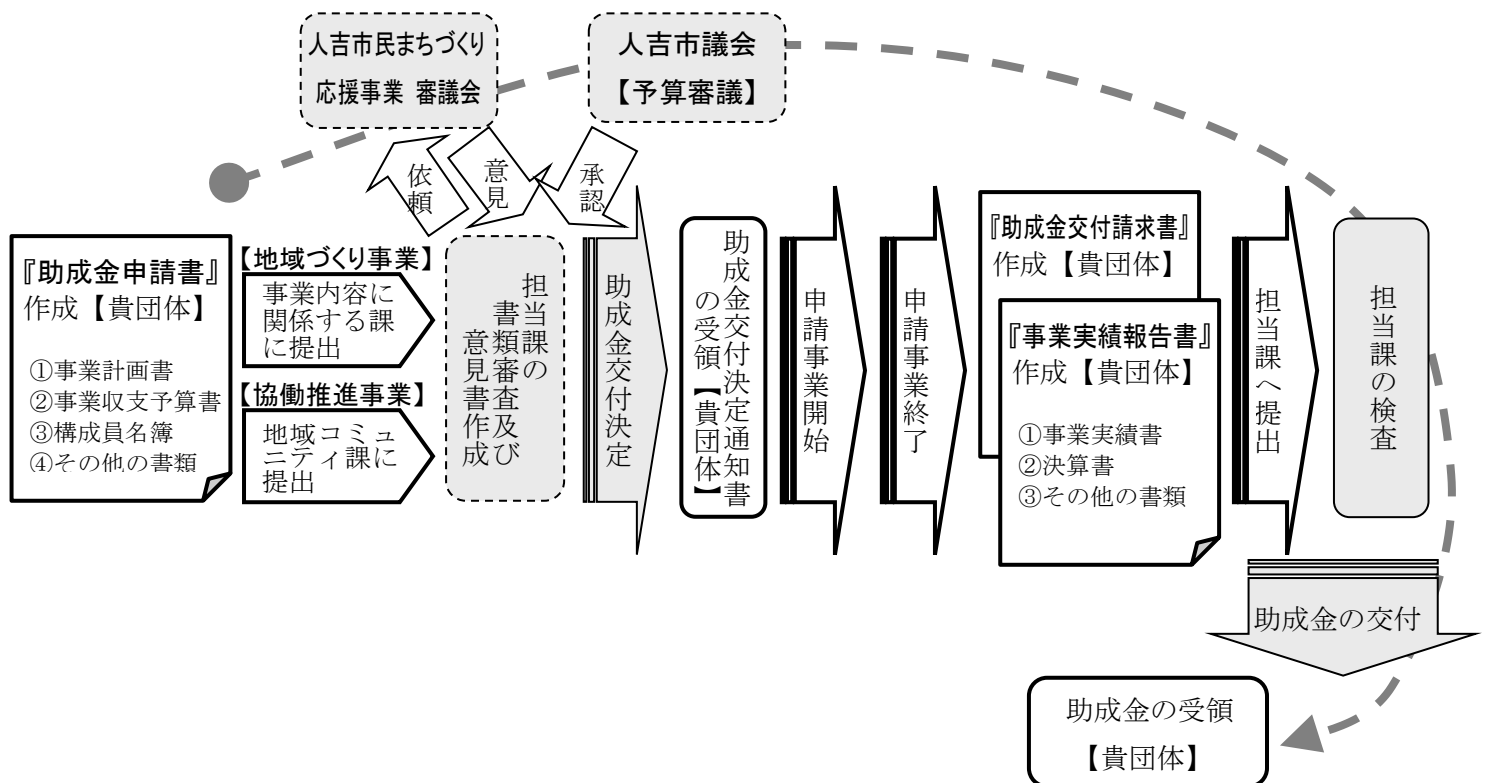 人吉市民まちづくり
応援事業 審議会
人吉市議会
【予算審議】
依頼
意見
承認
『助成金申請書』
作成【貴団体】
①事業計画書
②事業収支予算書
③構成員名簿
④その他の書類
【地域づくり事業】
事業内容に
関係する課
に提出
【協働推進事業】
地域コミュ
ニティ課に
提出
担当課の
書類審査及び
意見書作成
助成金交付決定
助成金交付決定通知書
の受領【貴団体】
申請事業開始
申請事業終了
『助成金交付請求書』
作成【貴団体】
『事業実績報告書』
作成【貴団体】
①事業実績書
②決算書
③その他の書類
担当課へ提出
担当課の検査
助成金の交付
助成金の受領
【貴団体】